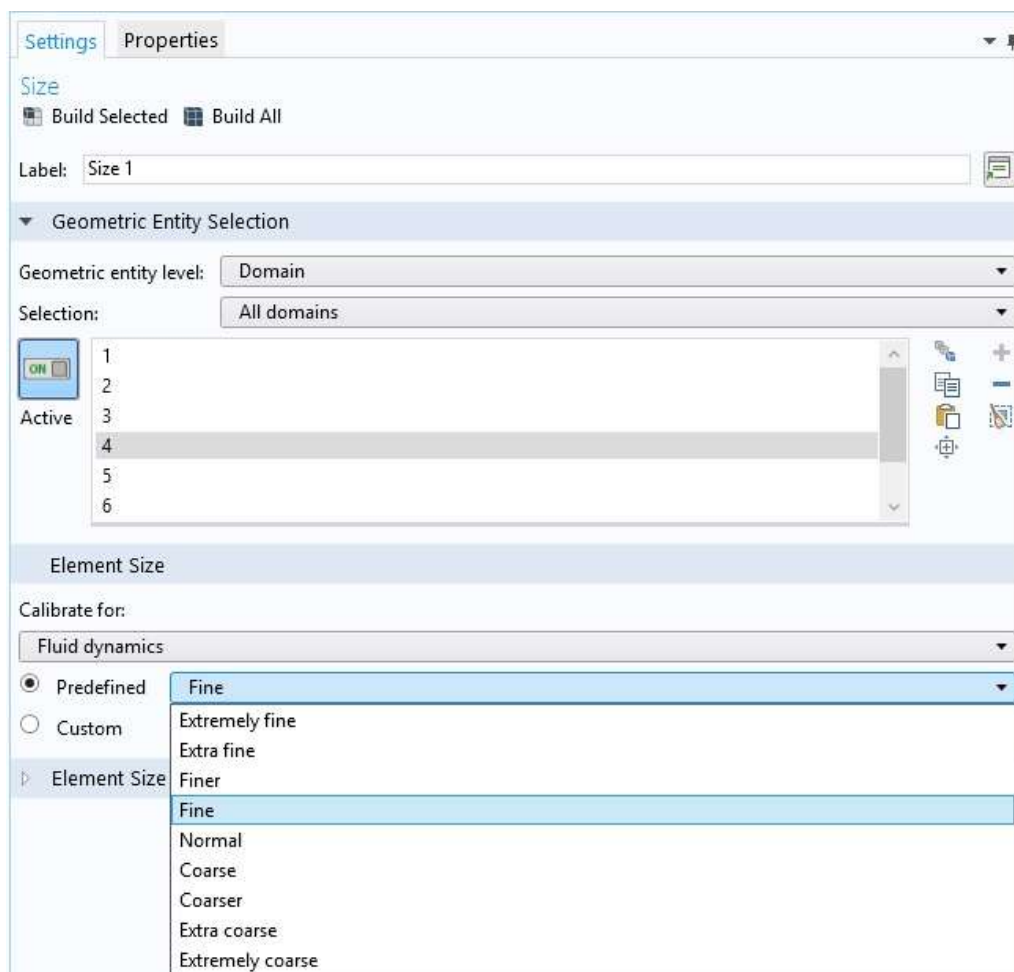 Settings Properties
Size
Build Selected Build All
Label: Size 1
Geometric Entity Selection
Geometric entity level: Domain
Selection: All domains
1
ON
2
Active 3
4
5
6
Element Size
Calibrate for:
Fluid dynamics
Predefined Fine
Custom Extremely fine
Extra fine
Element Size Finer
Fine
Normal
Coarse
Coarser
Extra coarse
Extremely coarse